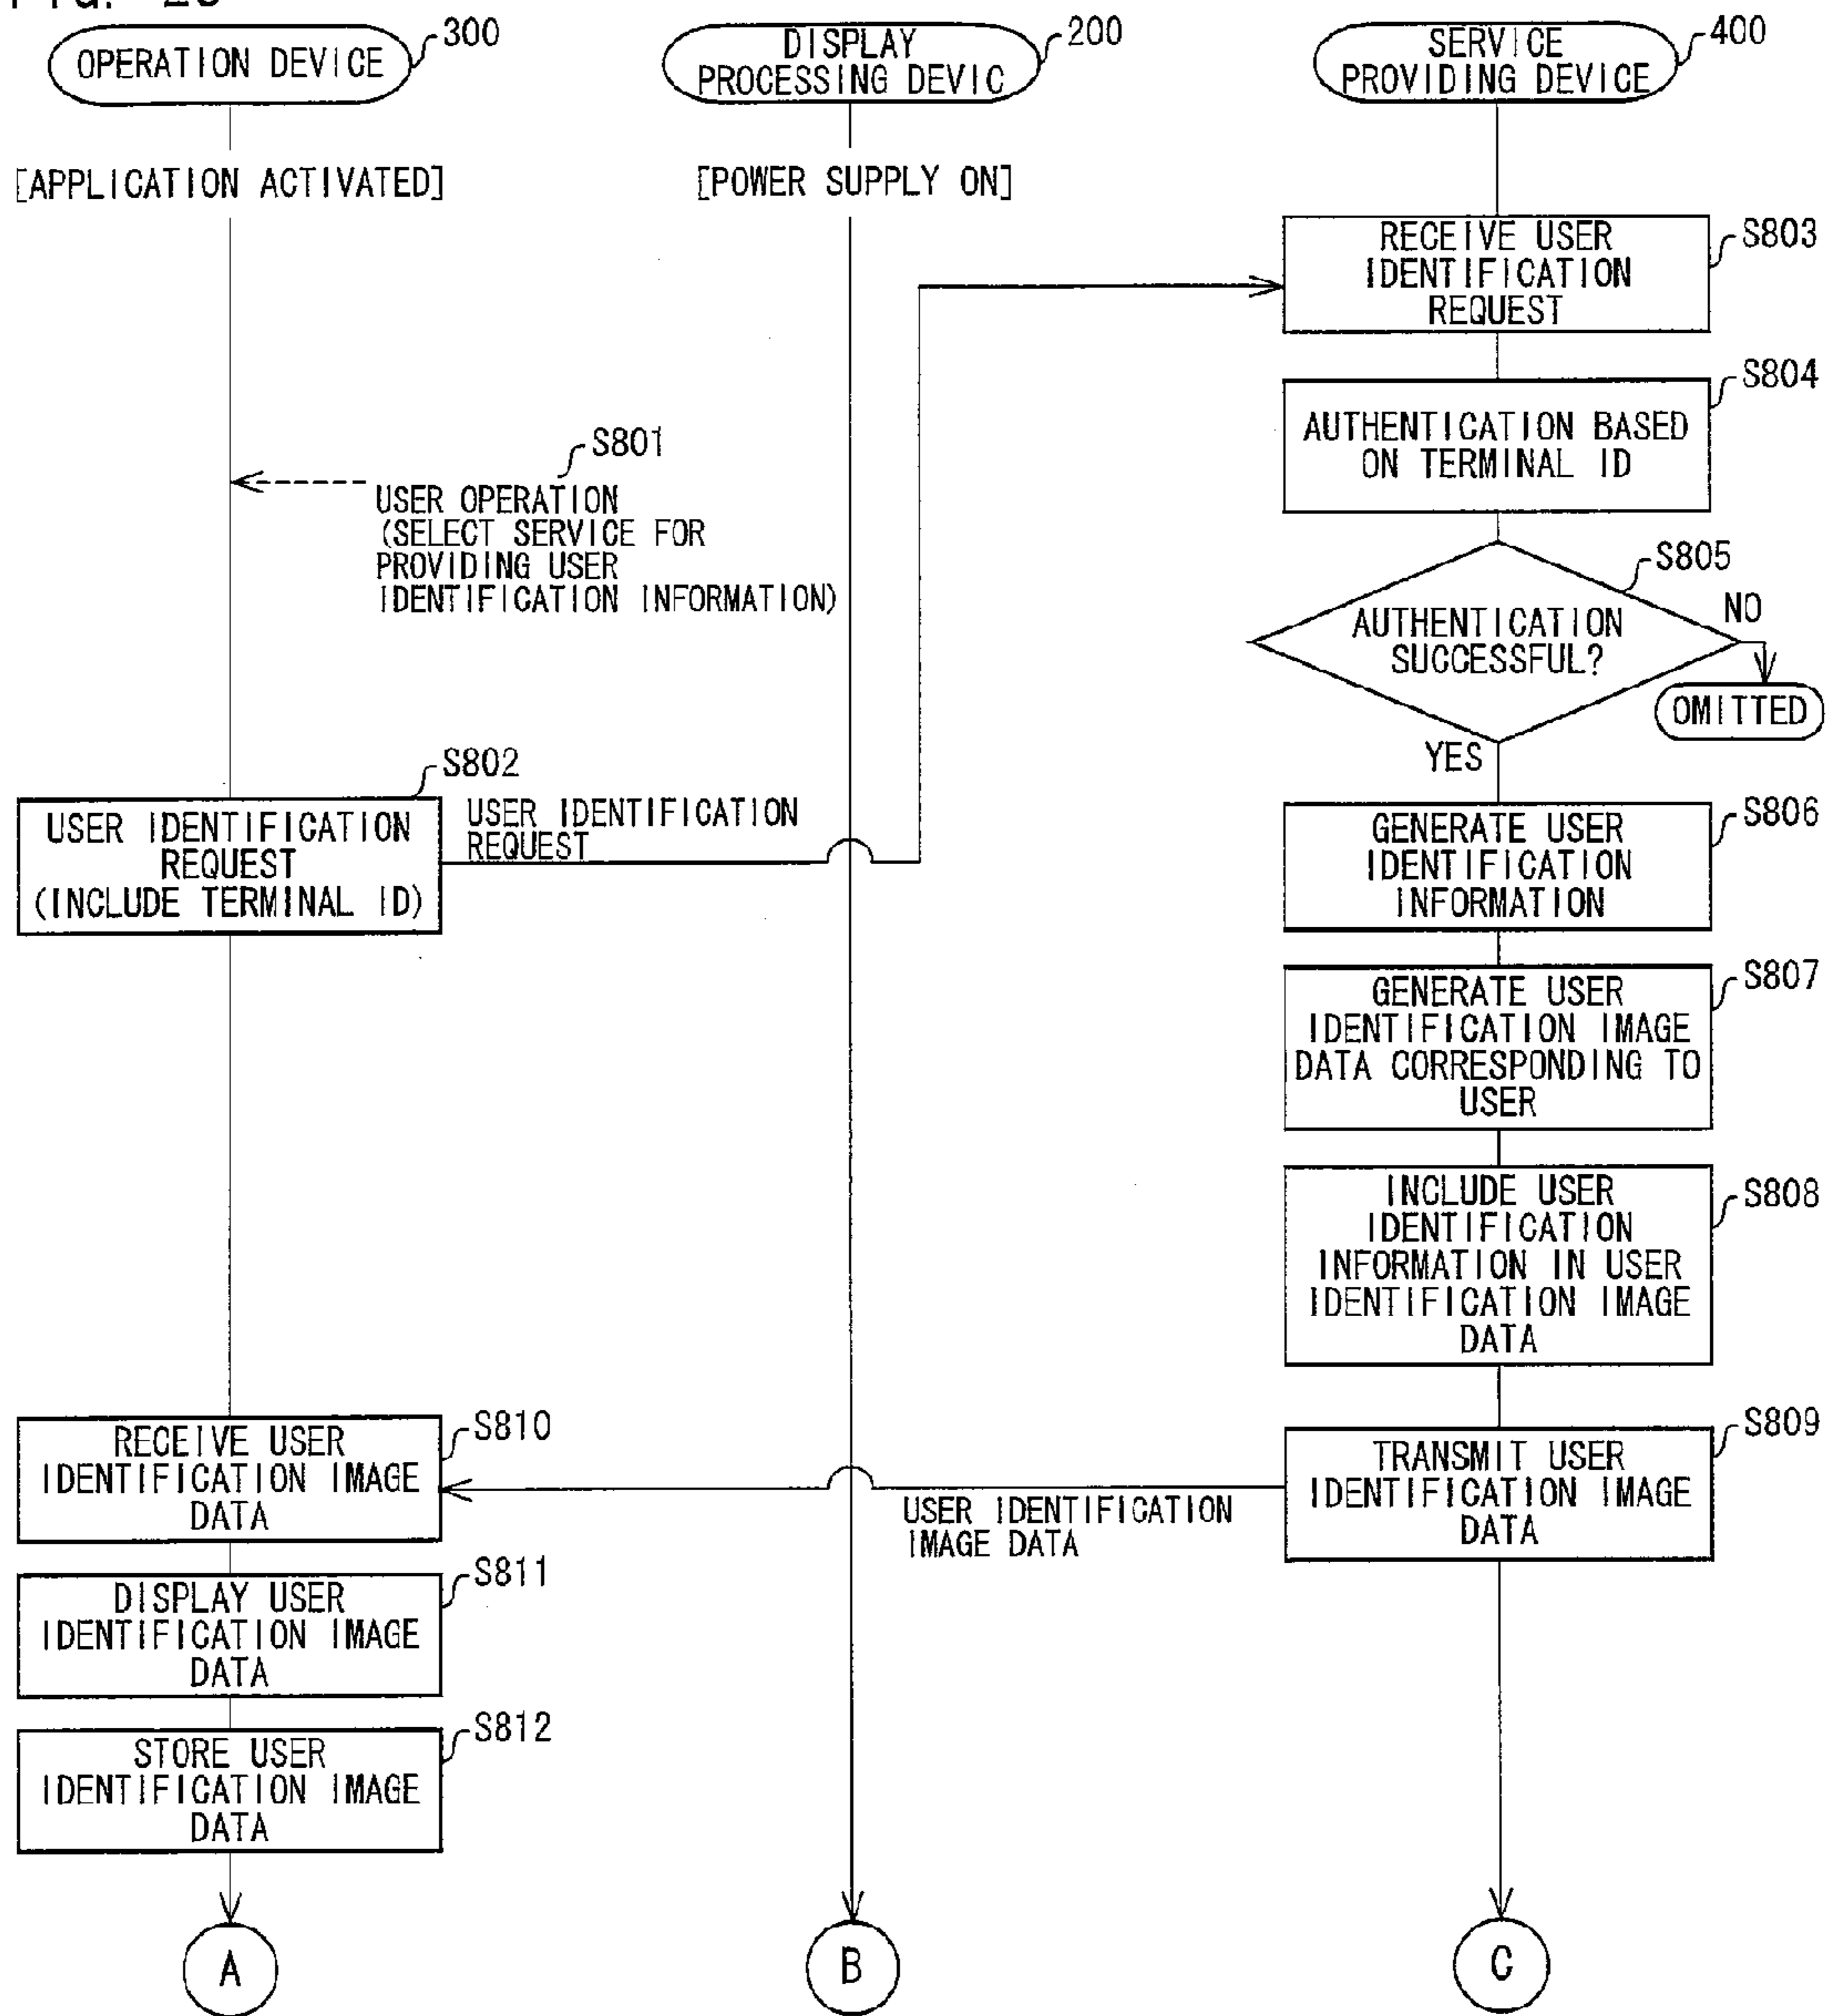 OPERATION DEVICE
300
DISPLAY
PROCESSING DEVIC
200
SERVICE
PROVIDING DEVICE
400
[APPLICATION ACTIVATED]
[POWER SUPPLY ON]
RECEIVE USER
IDENTIFICATION
REQUEST
S803
AUTHENTICATION BASED
ON TERMINAL ID
S804
S801
USER OPERATION
(SELECT SERVICE FOR
PROVIDING USER
IDENTIFICATION INFORMATION)
S805
AUTHENTICATION
SUCCESSFUL?
NO
OMITTED
YES
S802
USER IDENTIFICATION
REQUEST
(INCLUDE TERMINAL ID)
USER IDENTIFICATION
REQUEST
GENERATE USER
IDENTIFICATION
INFORMATION
S806
GENERATE USER
IDENTIFICATION IMAGE
DATA CORRESPONDING TO
USER
S807
INCLUDE USER
IDENTIFICATION
INFORMATION IN USER
IDENTIFICATION IMAGE
DATA
S808
TRANSMIT USER
IDENTIFICATION IMAGE
DATA
S809
USER IDENTIFICATION
IMAGE DATA
RECEIVE USER
IDENTIFICATION IMAGE
DATA
S810
DISPLAY USER
IDENTIFICATION IMAGE
DATA
S811
STORE USER
IDENTIFICATION IMAGE
DATA
S812
A
B
C